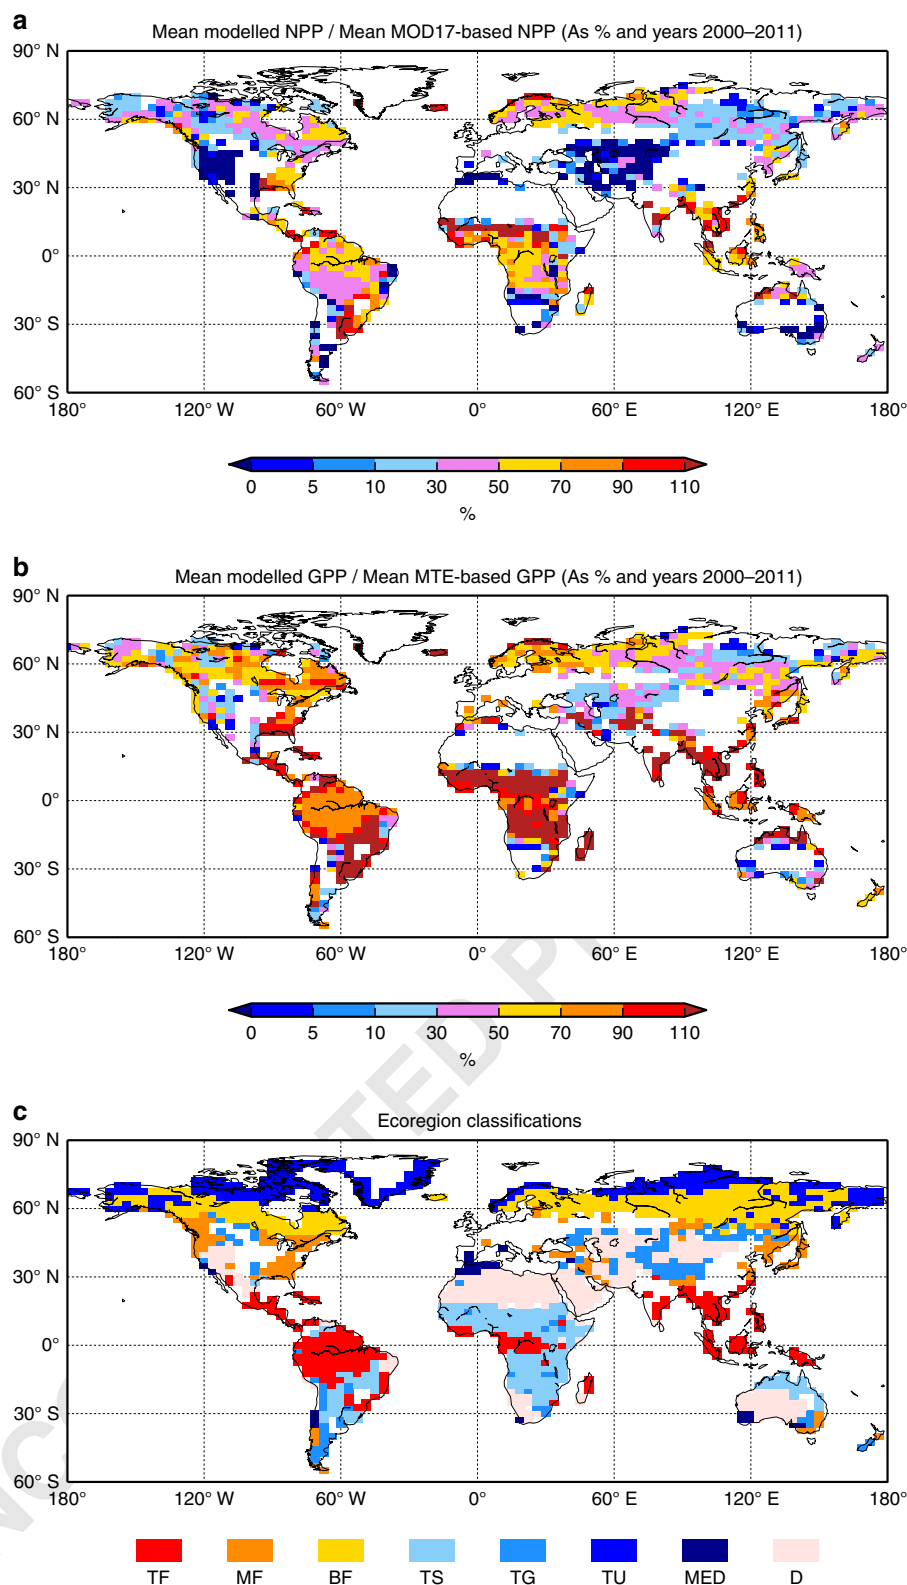 a
Mean modelled NPP / Mean MOD17-based NPP (As % and years 2000–2011)
90° N
60° N
30° N
0°
30° S
60° S
180° 120° W 60° W 0° 60° E 120° E 180°
0 5 10 30 50 70 90 110
%
b
Mean modelled GPP / Mean MTE-based GPP (As % and years 2000–2011)
90° N
60° N
30° N
0°
30° S
60° S
180° 120° W 60° W 0° 60° E 120° E 180°
0 5 10 30 50 70 90 110
%
c
Ecoregion classifications
90° N
60° N
30° N
0°
30° S
60° S
180° 120° W 60° W 0° 60° E 120° E 180°
TF MF BF TS TG TU MED D